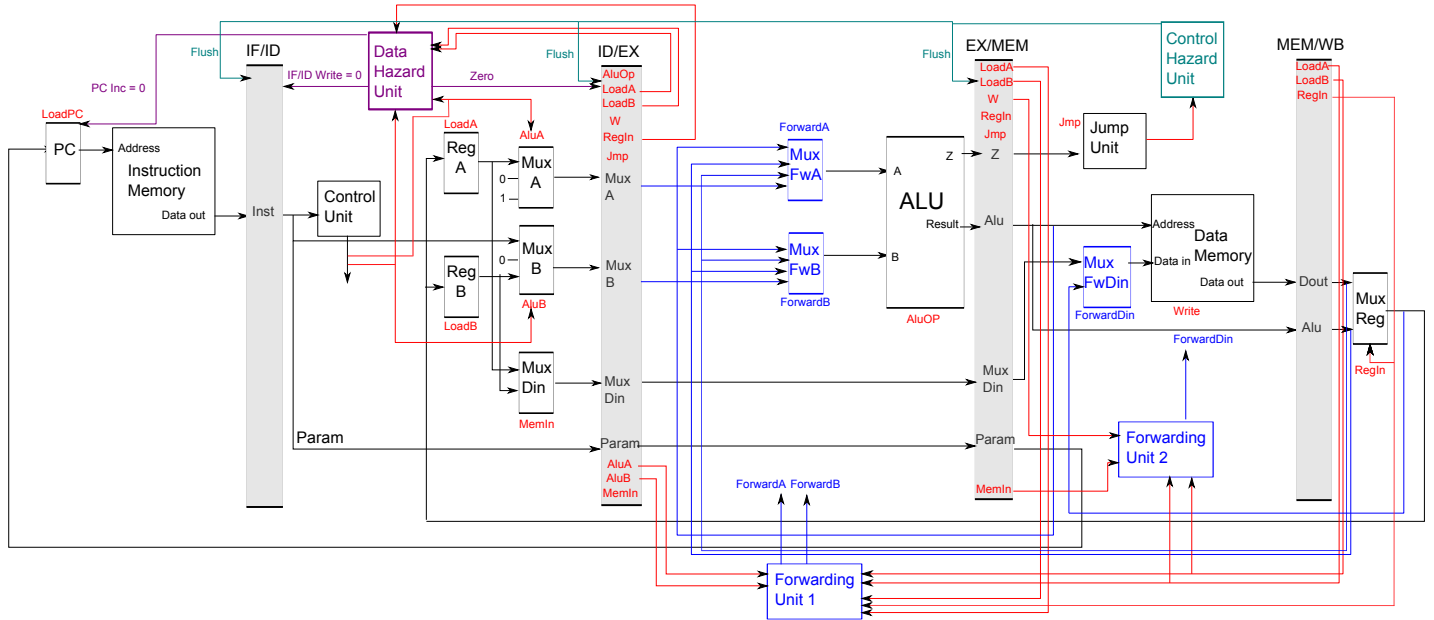 IF/ID
Data
Hazard
Unit
ID/EX
EX/MEM
Control
Hazard
Unit
MEM/WB
Flush
Flush
Flush
IF/ID Write = 0
Zero
PC Inc = 0
LoadPC
PC
Address
Instruction
Memory
Data out
Inst
Control
Unit
LoadA
Reg
A
AluA
Mux
A
0
1
Mux
B
0
AluB
Reg
B
LoadB
Mux
Din
MemIn
Param
AluOp
LoadA
LoadB
W
RegIn
Jmp
Mux
A
Mux
B
Mux
Din
Param
AluA
AluB
MemIn
ForwardA
Mux
FwA
Mux
FwB
ForwardB
A
B
Z
ALU
Result
AluOP
LoadA
LoadB
W
RegIn
Jmp
Z
Alu
Mux
Din
Param
MemIn
Jmp
Jump
Unit
Address
Data
Memory
Data in
Data out
Write
Mux
FwDin
ForwardDin
ForwardDin
Forwarding
Unit 2
LoadA
LoadB
RegIn
Dout
Alu
Mux
Reg
RegIn
ForwardA
ForwardB
Forwarding
Unit 1